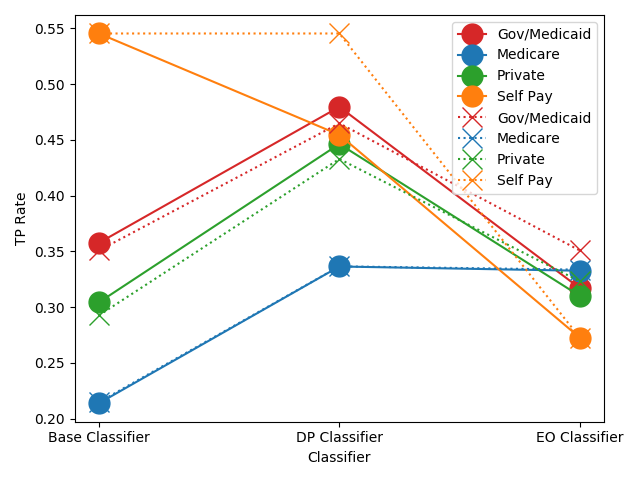 0.55
0.50
0.45
0.40
0.35
0.30
0.25
0.20
TP Rate
Base Classifier
DP Classifier
EO Classifier
Classifier
Gov/Medicaid
Medicare
Private
Self Pay
Gov/Medicaid
Medicare
Private
Self Pay